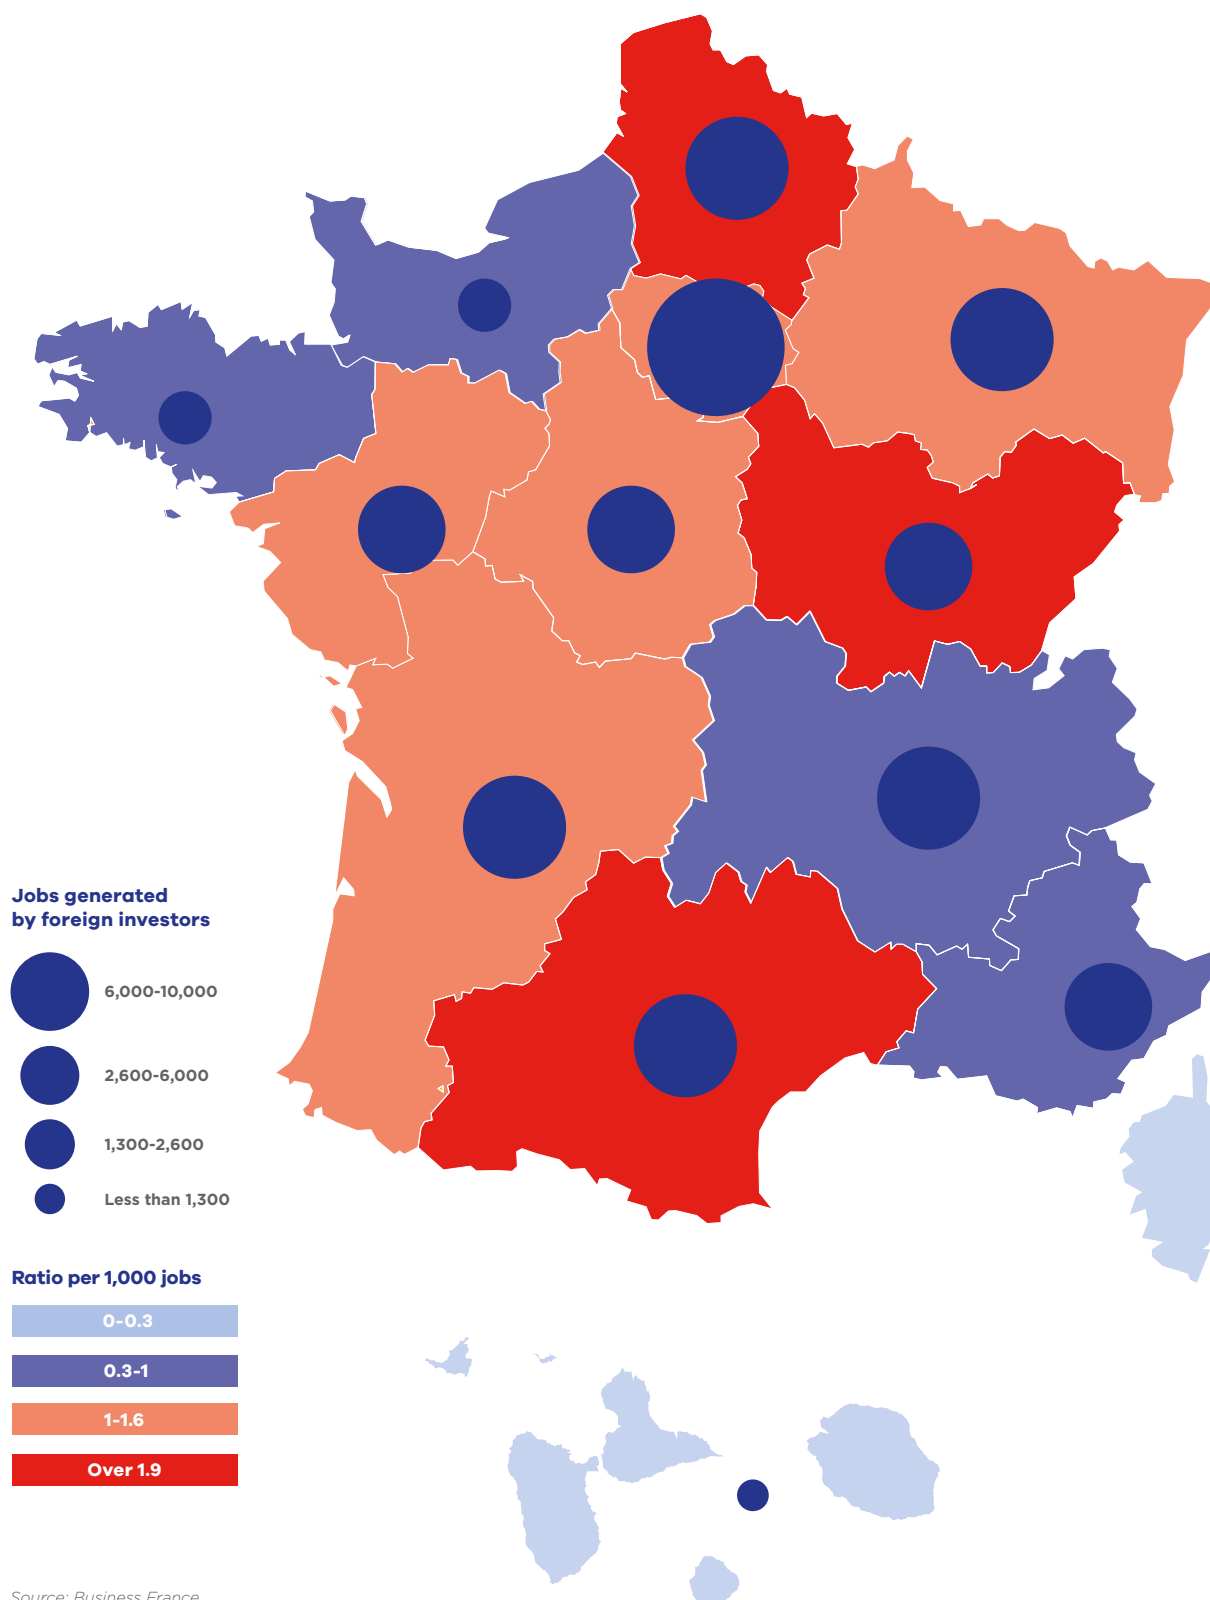 Jobs generated
by foreign investors
6,000-10,000
2,600-6,000
1,300-2,600
Less than 1,300
Ratio per 1,000 jobs
0-0.3
0.3-1
1-1.6
Over 1.9
Source: Business France